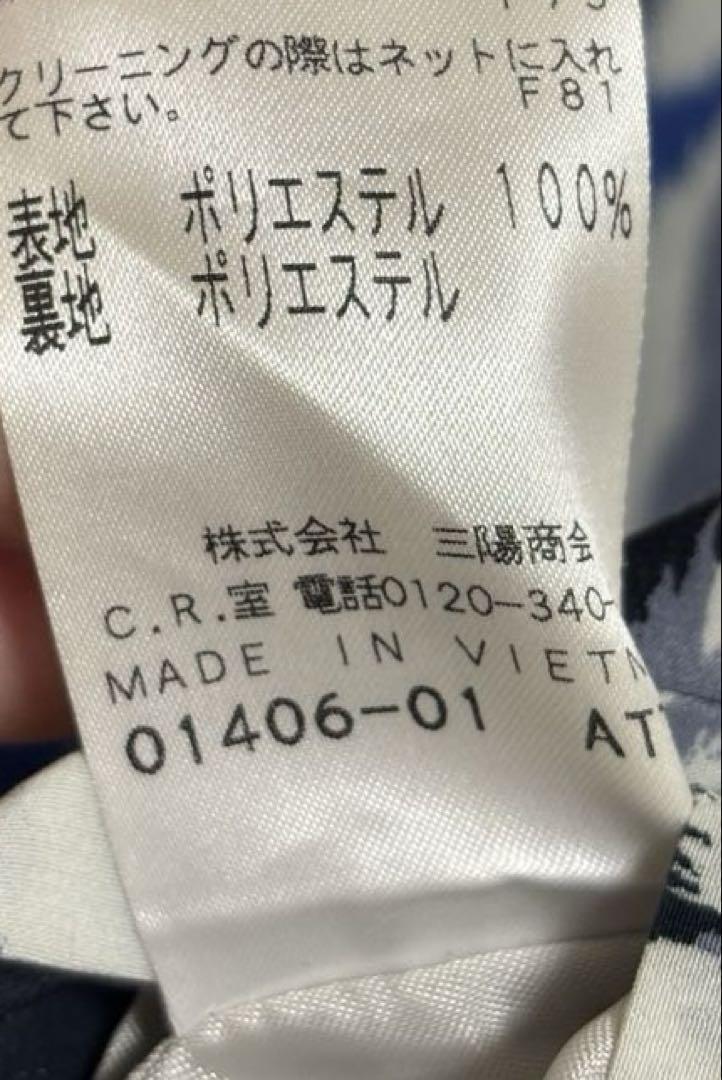 クリーニングの際はネットに入れ
て下さい。 F81
表地 ポリエステル 100%
裏地 ポリエステル
株式会社 三陽商会
C.R.室 電話0120-340-
MADE IN VIETN
01406-01 AT